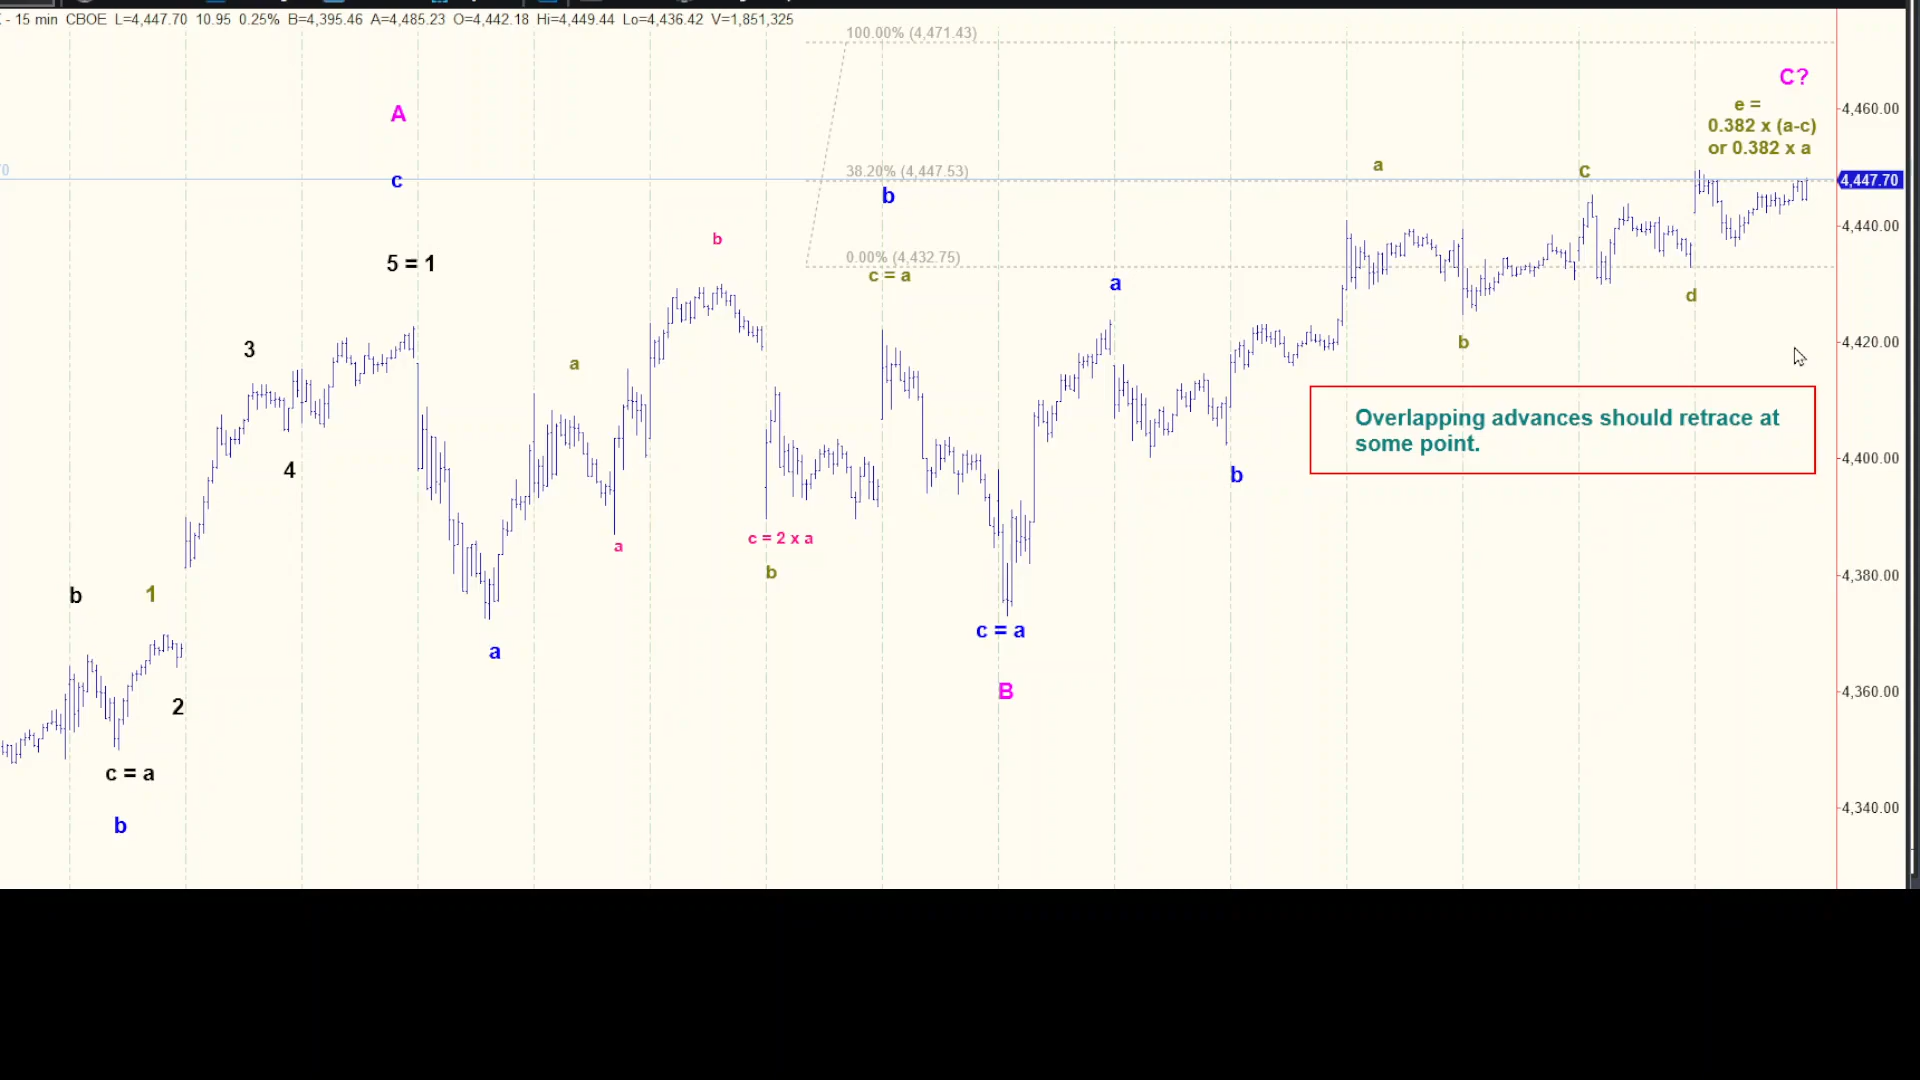 - 15 min CBOE L=4,447.70 10.95 0.25% B=4,395.46 A=4,485.23 O=4,442.18 Hi=4,449.44 Lo=4,436.42 V=1,851,325
100.00% (4,471.43)
C?
e =
4,460.00
A
0.382 x (a-c)
or 0.382 x a
a
c
38.20% (4,447.53)
c
4,447.70
b
4,440.00
b
0.00% (4,432.75)
5 = 1
c = a
a
d
3
a
b
4,420.00
Overlapping advances should retrace at
some point.
4
b
4,400.00
a
c = 2 x a
b
4,380.00
b
1
c = a
a
B
4,360.00
2
c = a
4,340.00
b